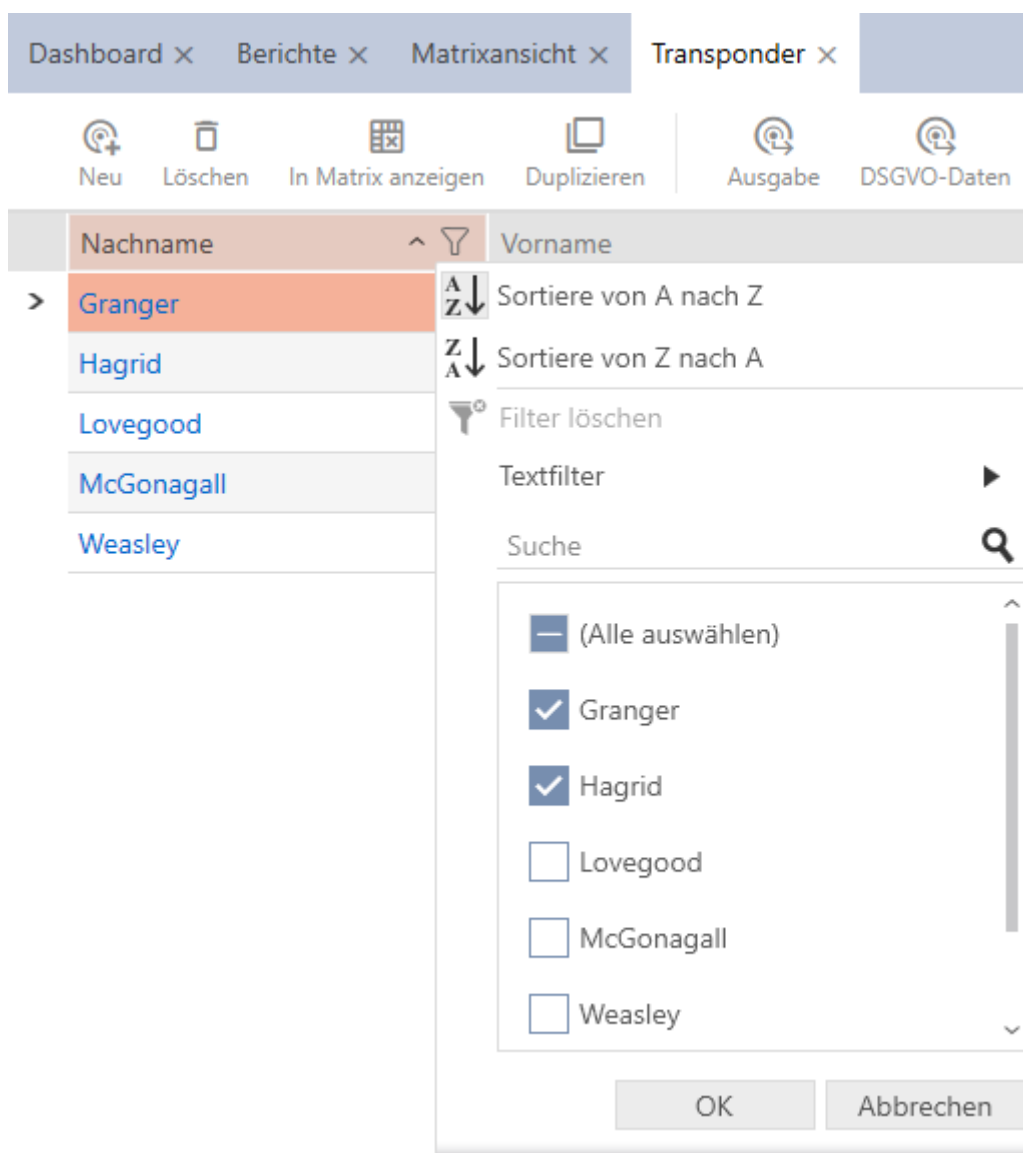 Dashboard × Berichte × Matrixansicht × Transponder ×
Neu Löschen In Matrix anzeigen Duplizieren Ausgabe DSGVO-Daten
Nachname Vorname
Granger
Hagrid
Lovegood
McGonagall
Weasley
A Z Sortiere von A nach Z
Z A Sortiere von Z nach A
Filter löschen
Textfilter
Suche
(Alle auswählen)
Granger
Hagrid
Lovegood
McGonagall
Weasley
OK Abbrechen